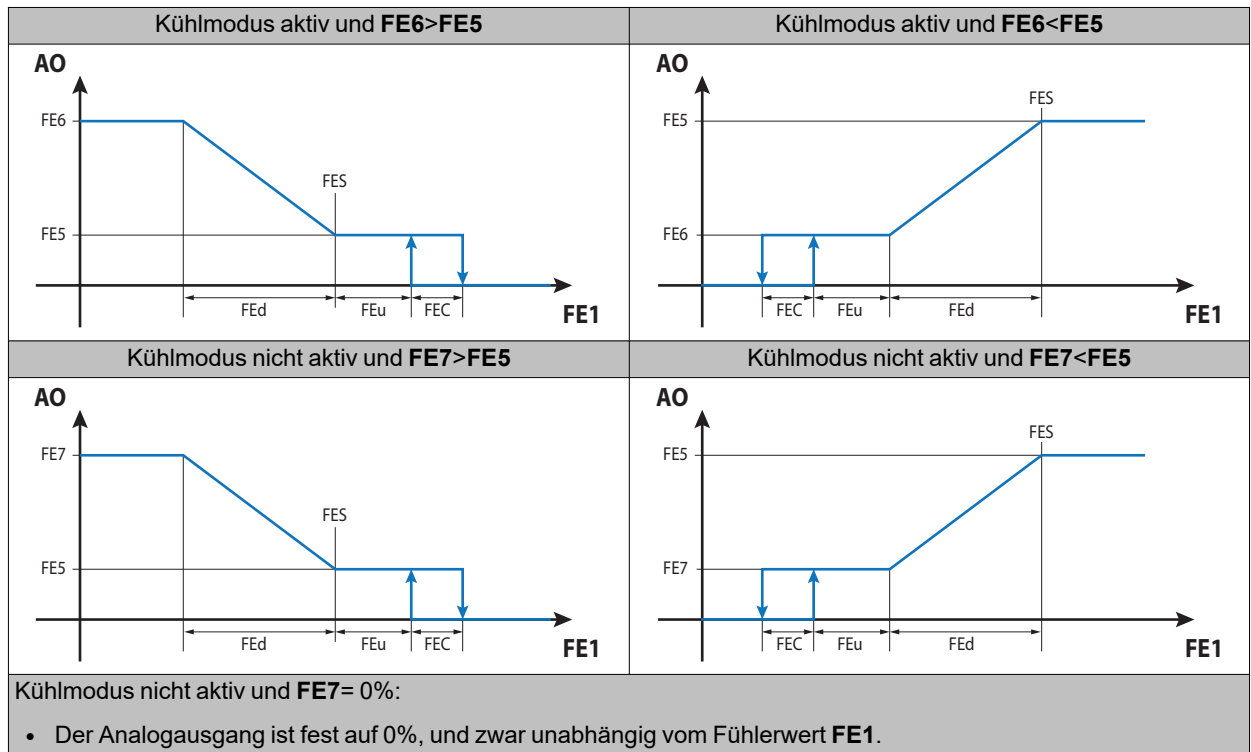 Kühlmodus aktiv und FE6>FE5
Kühlmodus aktiv und FE6<FE5
AO
FE6
FES
FE5
FEd
FEu
FEC
FE1
AO
FES
FE5
FE6
FEC
FEu
FEd
FE1
Kühlmodus nicht aktiv und FE7>FE5
Kühlmodus nicht aktiv und FE7<FE5
AO
FE7
FES
FE5
FEd
FEu
FEC
FE1
AO
FES
FE5
FE7
FEC
FEu
FEd
FE1
Kühlmodus nicht aktiv und FE7= 0%:
• Der Analogausgang ist fest auf 0%, und zwar unabhängig vom Fühlerwert FE1.